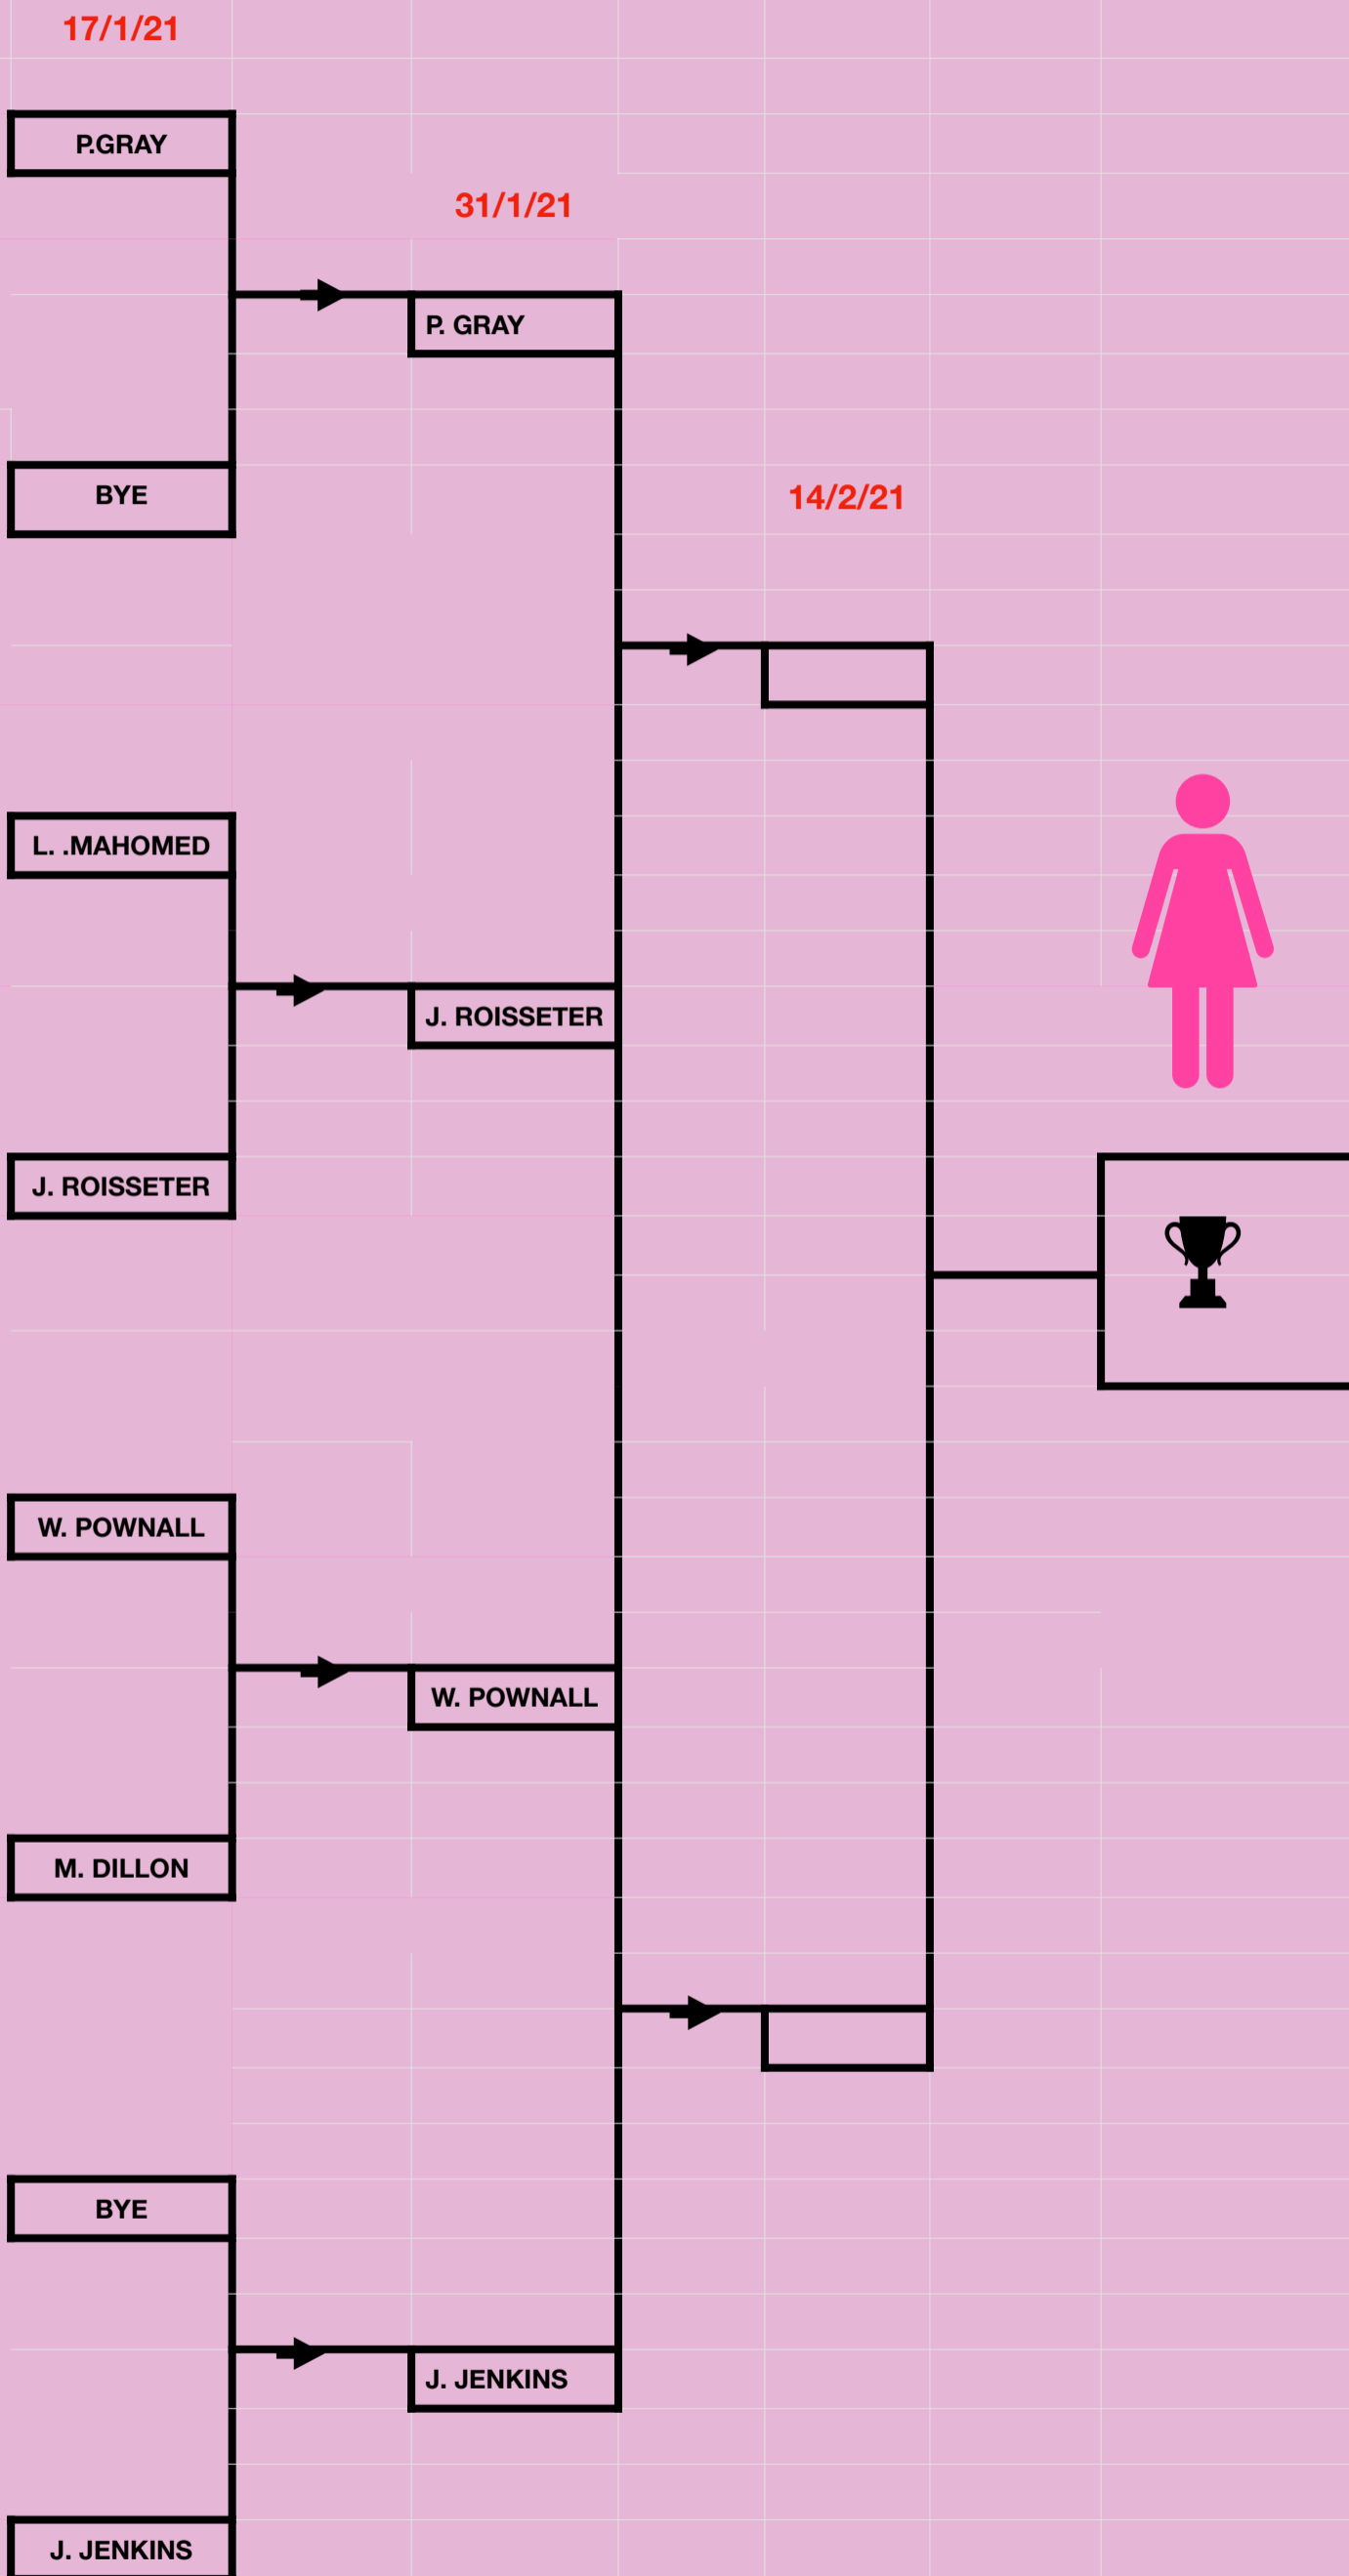 17/1/21
P.GRAY
31/1/21
P. GRAY
BYE
14/2/21
L. .MAHOMED
J. ROISSETER
J. ROISSETER
W. POWNALL
W. POWNALL
M. DILLON
BYE
J. JENKINS
J. JENKINS